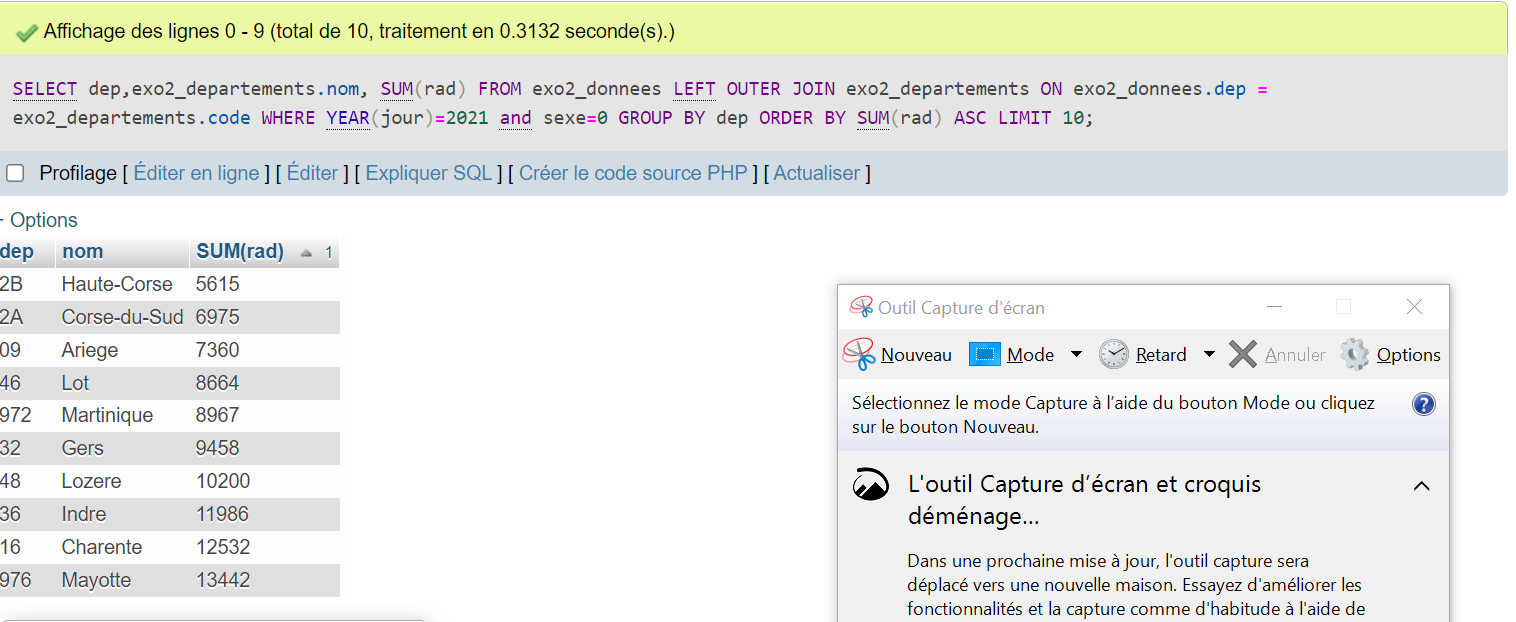 Affichage des lignes 0 - 9 (total de 10, traitement en 0.3132 seconde(s).)
SELECT dep,exo2_departements.nom, SUM(rad) FROM exo2_donnees LEFT OUTER JOIN exo2_departements ON exo2_donnees.dep =
exo2_departements.code WHERE YEAR(jour)=2021 and sexe=0 GROUP BY dep ORDER BY SUM(rad) ASC LIMIT 10;
Profilage [ Éditer en ligne ] [ Éditer ] [ Expliquer SQL ] [ Créer le code source PHP ] [ Actualiser ]
Options
dep nom SUM(rad) 1
2B Haute-Corse 5615
2A Corse-du-Sud 6975
09 Ariege 7360
46 Lot 8664
972 Martinique 8967
32 Gers 9458
48 Lozere 10200
36 Indre 11986
16 Charente 12532
976 Mayotte 13442
Outil Capture d'écran
Nouveau Mode Retard Annuler Options
Sélectionnez le mode Capture à l'aide du bouton Mode ou cliquez
sur le bouton Nouveau.
L'outil Capture d'écran et croquis
déménage...
Dans une prochaine mise à jour, l'outil capture sera
déplacé vers une nouvelle maison. Essayez d'améliorer les
fonctionnalités et la capture comme d'habitude à l'aide de